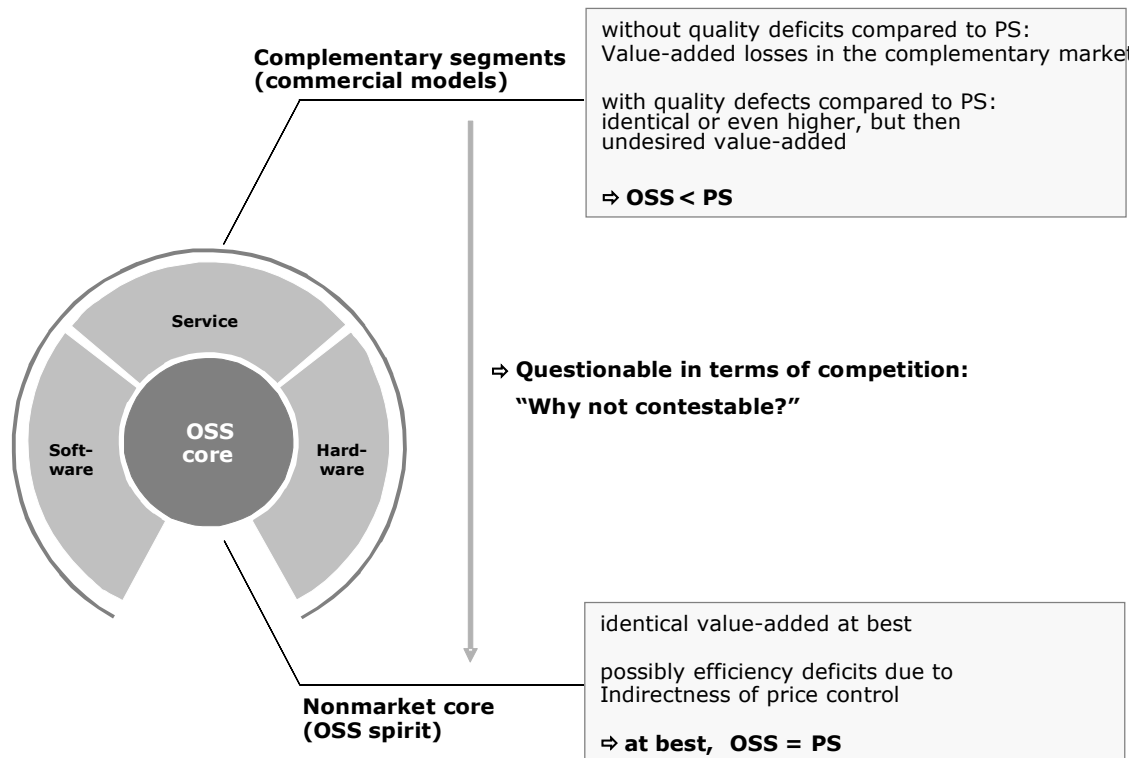 Complementary segments
(commercial models)
without quality deficits compared to PS:
Value-added losses in the complementary market
with quality defects compared to PS:
identical or even higher, but then
undesired value-added
⇨ OSS < PS
Service
Soft-
ware
OSS
core
Hard-
ware
⇨ Questionable in terms of competition:
“Why not contestable?”
Nonmarket core
(OSS spirit)
identical value-added at best
possibly efficiency deficits due to
Indirectness of price control
⇨ at best, OSS = PS